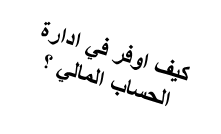 كيف اوفر في ادارة
الحساب المالي ؟